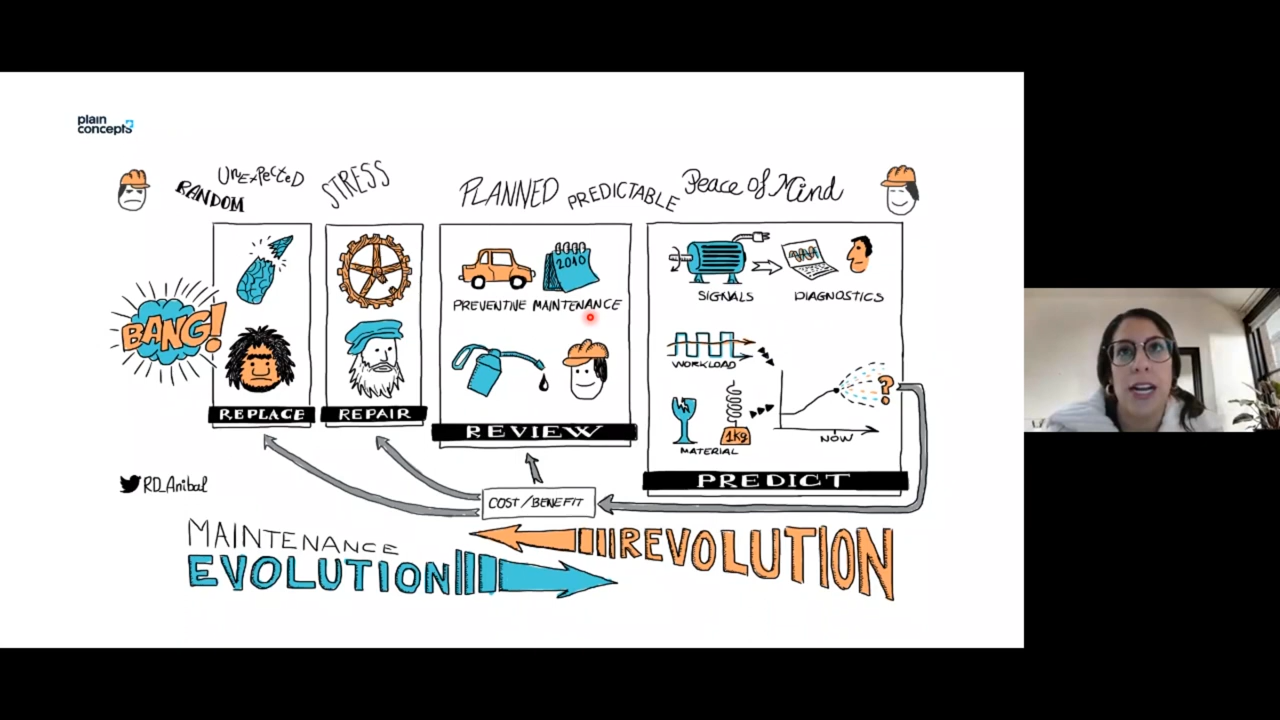 plain
concepts
RANDOM
UNEXPECTED
STRESS
PLANNED
PREDICTABLE
Peace of Mind
BANG!
REPLACE
REPAIR
2010
PREVENTIVE MAINTENANCE
REVIEW
SIGNALS
DIAGNOSTICS
WORKLOAD
1kg
MATERIAL
?
NOW
PREDICT
COST/BENEFIT
RD_Anibal
MAINTENANCE
EVOLUTION
REVOLUTION